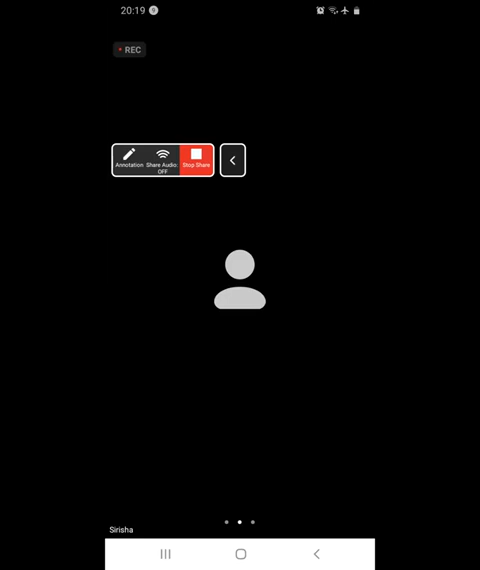 20:19
REC
Annotation
Share Audio:
OFF
Stop Share
Sirisha